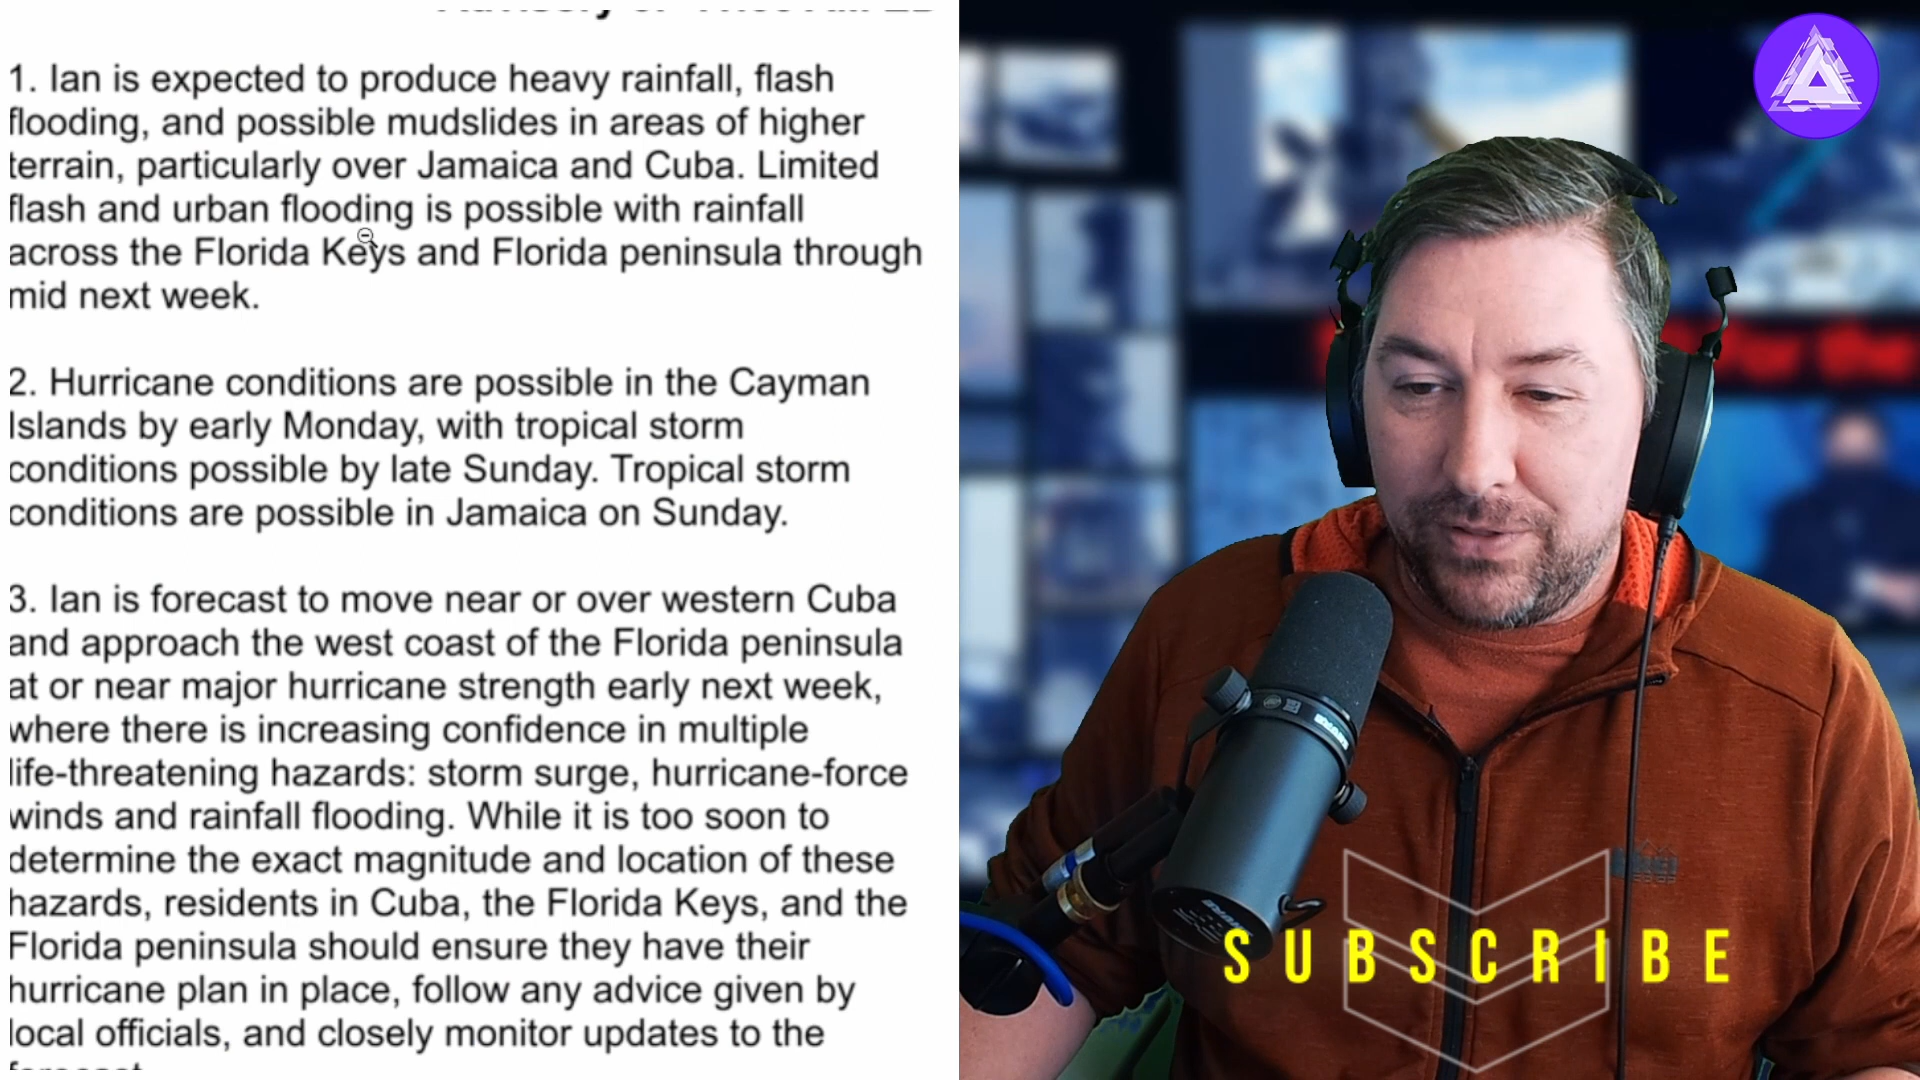 1. Ian is expected to produce heavy rainfall, flash
flooding, and possible mudslides in areas of higher
terrain, particularly over Jamaica and Cuba. Limited
flash and urban flooding is possible with rainfall
across the Florida Keys and Florida peninsula through
mid next week.
2. Hurricane conditions are possible in the Cayman
Islands by early Monday, with tropical storm
conditions possible by late Sunday. Tropical storm
conditions are possible in Jamaica on Sunday.
3. Ian is forecast to move near or over western Cuba
and approach the west coast of the Florida peninsula
at or near major hurricane strength early next week,
where there is increasing confidence in multiple
life-threatening hazards: storm surge, hurricane-force
winds and rainfall flooding. While it is too soon to
determine the exact magnitude and location of these
hazards, residents in Cuba, the Florida Keys, and the
Florida peninsula should ensure they have their
hurricane plan in place, follow any advice given by
local officials, and closely monitor updates to the
for the
SHURE
SUBSCRIBE